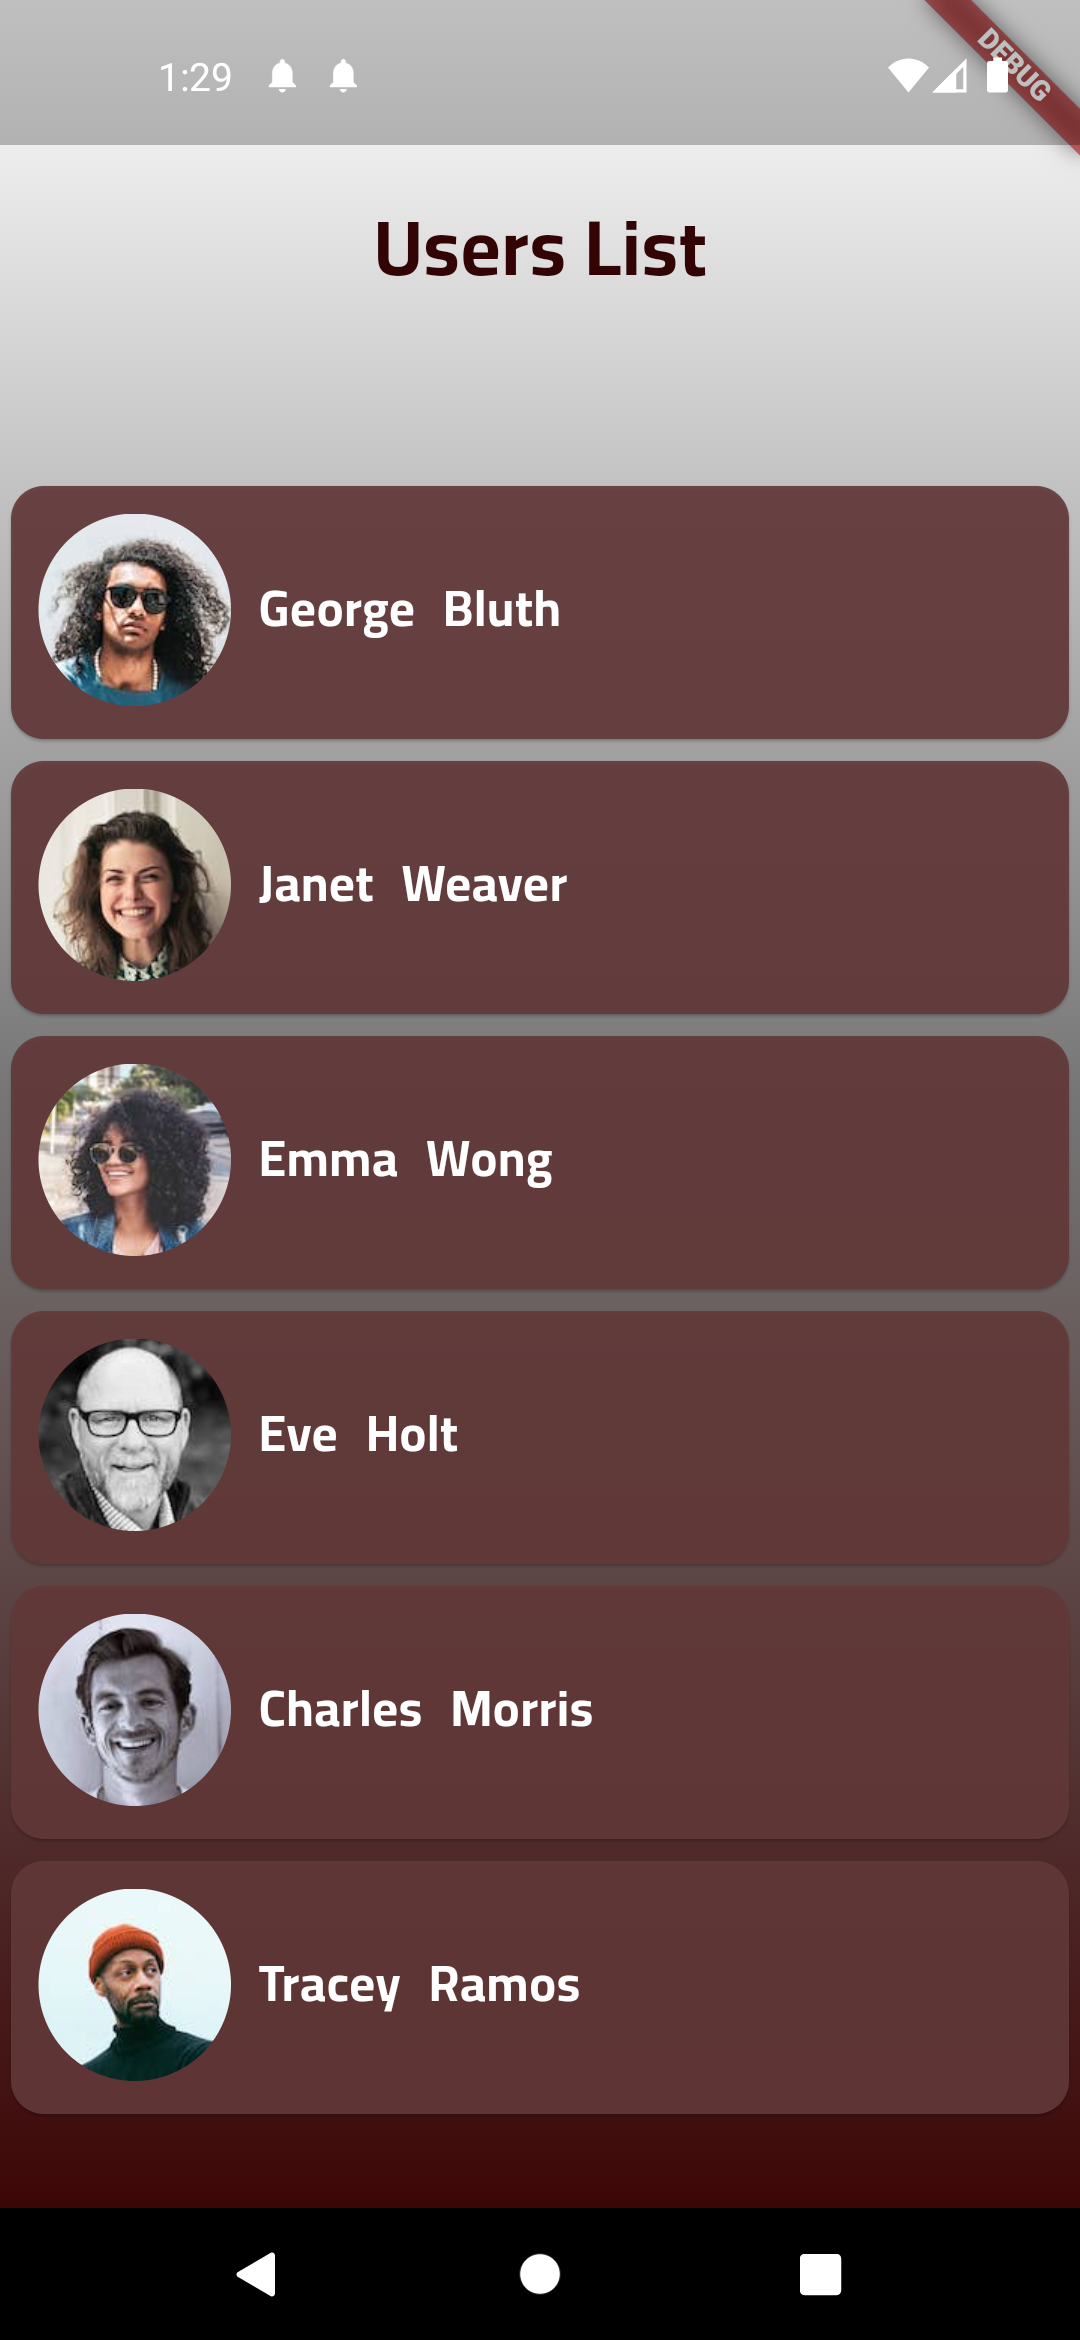 1:29
DEBUG
Users List
George Bluth
Janet Weaver
Emma Wong
Eve Holt
Charles Morris
Tracey Ramos